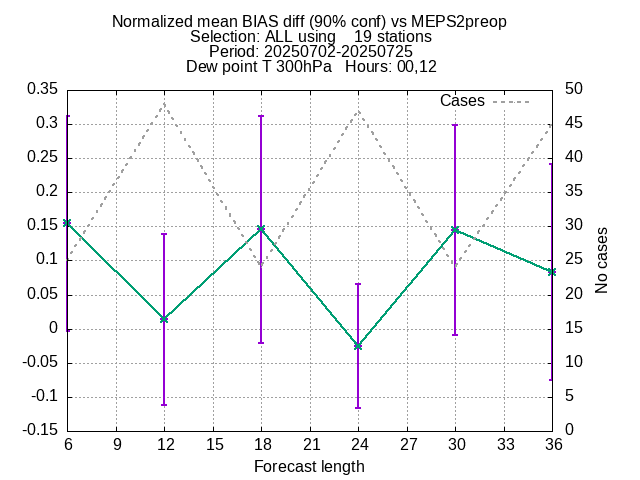 Normalized mean BIAS diff (90% conf) vs MEPS2preop
Selection: ALL using    19 stations
Period: 20250702-20250725
Dew point T 300hPa   Hours: 00,12
Cases
0.35
0.3
0.25
0.2
0.15
0.1
0.05
0
-0.05
-0.1
-0.15
50
45
40
35
30
25
20
15
10
5
0
No cases
6 9 12 15 18 21 24 27 30 33 36
Forecast length